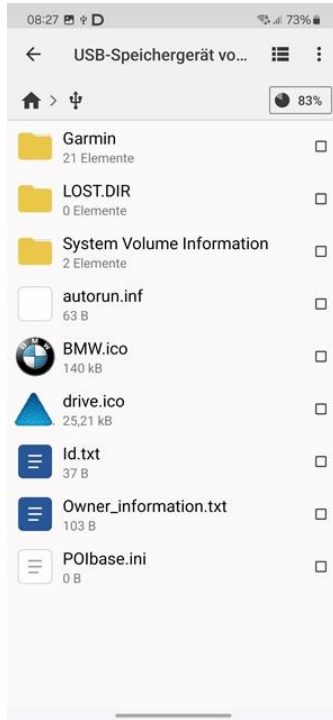 08:27 D 73%
USB-Speichergerät vo...
83%
Garmin
21 Elemente
LOST.DIR
0 Elemente
System Volume Information
2 Elemente
autorun.inf
63 B
BMW
BMW.ico
140 kB
drive.ico
25,21 kB
Id.txt
37 B
Owner_information.txt
103 B
POIbase.ini
0 B